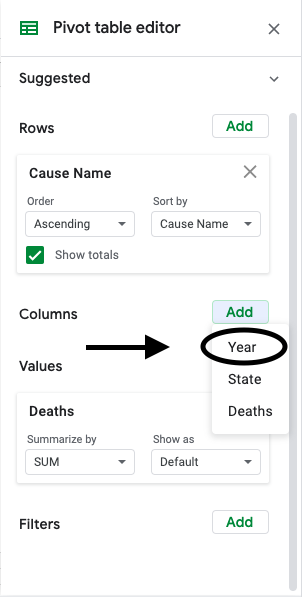 Pivot table editor
Suggested
Rows
Add
Cause Name
Order
Sort by
Ascending
Cause Name
Show totals
Columns
Add
Year
State
Deaths
Values
Deaths
Summarize by
Show as
SUM
Default
Filters
Add